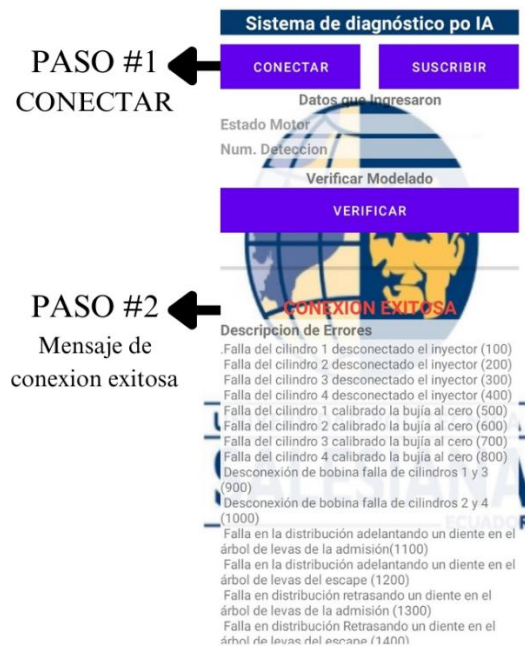 Sistema de diagnóstico po IA
PASO #1
CONECTAR
CONECTAR
SUSCRIBIR
Datos que Ingresaron
Estado Motor
Num. Deteccion
Verificar Modelado
VERIFICAR
PASO #2
Mensaje de
conexion exitosa
CONEXION EXITOSA
Descripcion de Errores
.Falla del cilindro 1 desconectado el inyector (100)
Falla del cilindro 2 desconectado el inyector (200)
Falla del cilindro 3 desconectado el inyector (300)
Falla del cilindro 4 desconectado el inyector (400)
Falla del cilindro 1 calibrado la bujía al cero (500)
Falla del cilindro 2 calibrado la bujía al cero (600)
Falla del cilindro 3 calibrado la bujía al cero (700)
Falla del cilindro 4 calibrado la bujía al cero (800)
Desconexión de bobina falla de cilindros 1 y 3
(900)
Desconexión de bobina falla de cilindros 2 y 4
(1000)
Falla en la distribución adelantando un diente en el
árbol de levas de la admisión(1100)
Falla en la distribución adelantando un diente en el
árbol de levas del escape (1200)
Falla en distribución retrasando un diente en el
árbol de levas de la admisión (1300)
Falla en distribución Retrasando un diente en el
árbol de levas del escape (1400)
ECUADOR